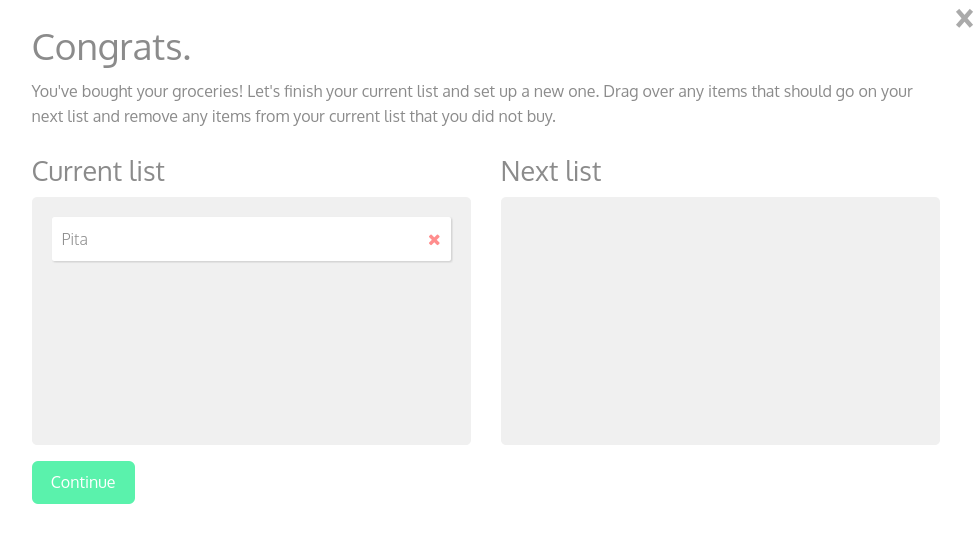 Congrats.
You've bought your groceries! Let's finish your current list and set up a new one. Drag over any items that should go on your
next list and remove any items from your current list that you did not buy.
Current list
Next list
Pita
Continue